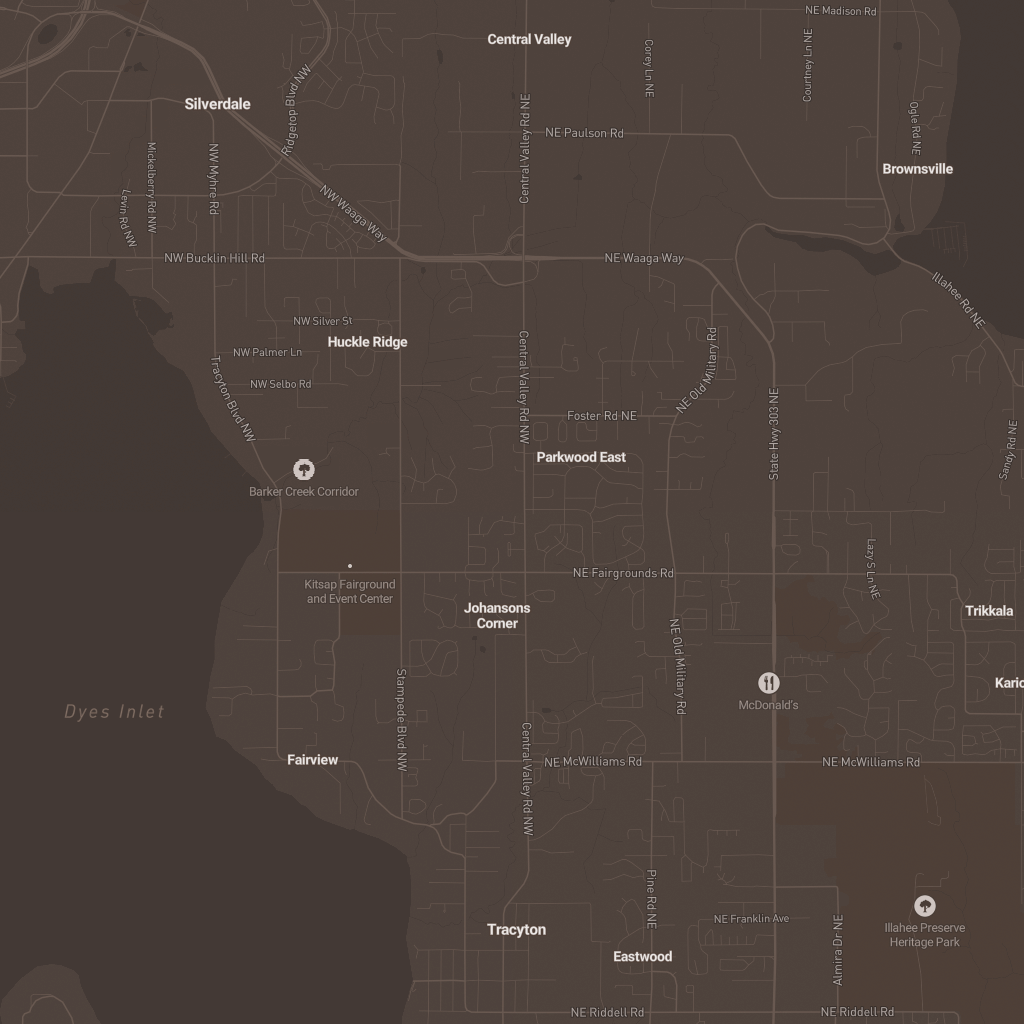 NE Madison Rd
Central Valley
Corey Ln NE
Courtney Ln NE
Ridgetop Blvd NW
Silverdale
Central Valley Rd NE
NE Paulson Rd
Ogle Rd NE
Mickelberry Rd NW
NW Myhre Rd
Brownsville
Levin Rd NW
NW Waaga Way
NW Bucklin Hill Rd
NE Waaga Way
Illahee Rd NE
NW Silver St
Huckle Ridge
NW Palmer Ln
NW Selbo Rd
Tracyton Blvd NW
Central Valley Rd NW
NE Old Military Rd
State Hwy 303 NE
Foster Rd NE
Sandy Rd NE
Parkwood East
Barker Creek Corridor
Lazy S Ln NE
NE Fairgrounds Rd
Kitsap Fairground
and Event Center
Johansons
Corner
Trikkala
NE Old Military Rd
Kario
McDonald's
Dyes Inlet
Stampede Blvd NW
Fairview
Central Valley Rd NW
NE McWilliams Rd
NE McWilliams Rd
Pine Rd NE
NE Franklin Ave
Almira Dr NE
Illahee Preserve
Heritage Park
Tracyton
Eastwood
NE Riddell Rd
NE Riddell Rd